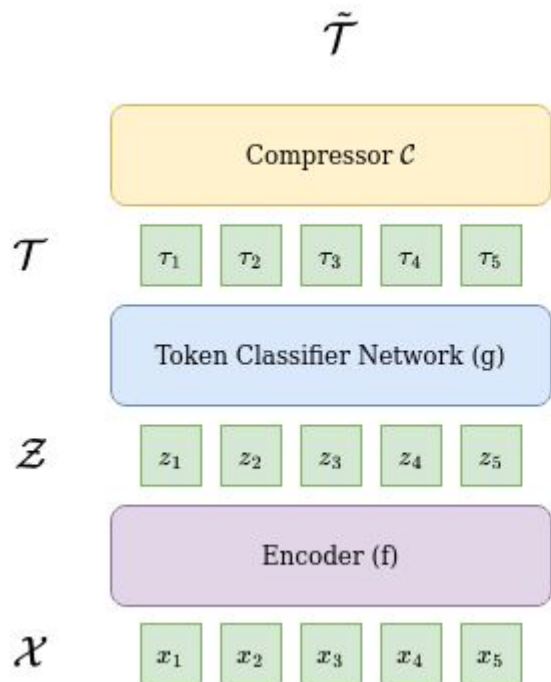 𝒯̃
Compressor 𝒞
𝒯 τ₁ τ₂ τ₃ τ₄ τ₅
Token Classifier Network (g)
𝒵 z₁ z₂ z₃ z₄ z₅
Encoder (f)
𝒳 x₁ x₂ x₃ x₄ x₅